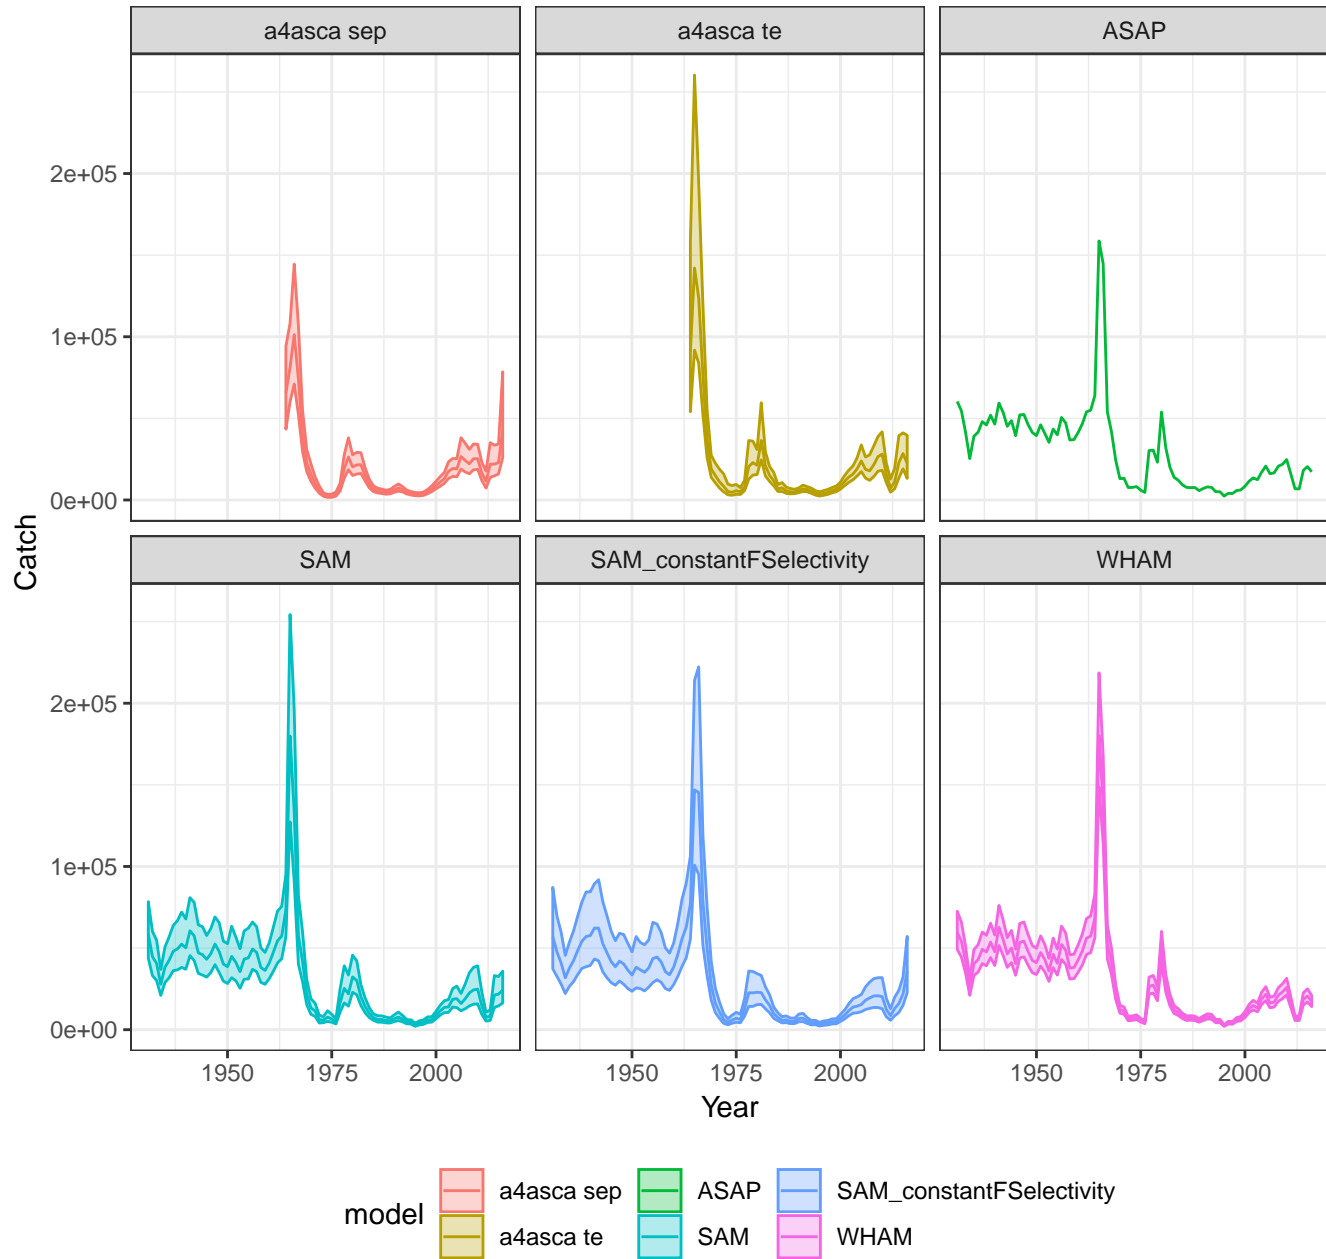 a4asca sep a4asca te ASAP
2e+05
1e+05
0e+00
SAM SAM_constantFSelectivity WHAM
2e+05
1e+05
0e+00
Catch
1950 1975 2000 1950 1975 2000 1950 1975 2000
Year
model
a4asca sep ASAP SAM_constantFSelectivity
a4asca te SAM WHAM